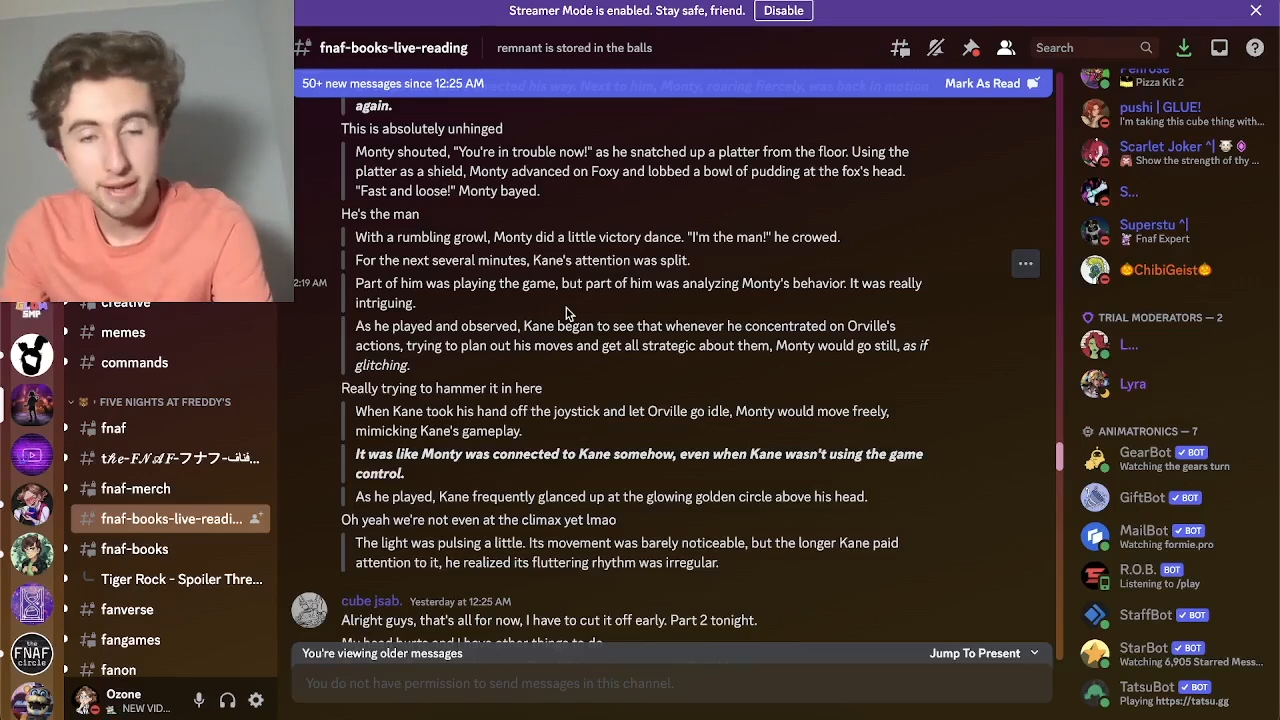 Streamer Mode is enabled. Stay safe, friend.
Disable
fnaf-books-live-reading
remnant is stored in the balls
Search
50+ new messages since 12:25 AM
Mark As Read
again.
This is absolutely unhinged
Monty shouted, "You're in trouble now!" as he snatched up a platter from the floor. Using the
platter as a shield, Monty advanced on Foxy and lobbed a bowl of pudding at the fox's head.
"Fast and loose!" Monty bayed.
He's the man
With a rumbling growl, Monty did a little victory dance. "I'm the man!" he crowed.
For the next several minutes, Kane's attention was split.
2:19 AM
Part of him was playing the game, but part of him was analyzing Monty's behavior. It was really
intriguing.
As he played and observed, Kane began to see that whenever he concentrated on Orville's
actions, trying to plan out his moves and get all strategic about them, Monty would go still, as if
glitching.
Really trying to hammer it in here
When Kane took his hand off the joystick and let Orville go idle, Monty would move freely,
mimicking Kane's gameplay.
It was like Monty was connected to Kane somehow, even when Kane wasn't using the game
control.
As he played, Kane frequently glanced up at the glowing golden circle above his head.
Oh yeah we're not even at the climax yet lmao
The light was pulsing a little. Its movement was barely noticeable, but the longer Kane paid
attention to it, he realized its fluttering rhythm was irregular.
cube jsab. Yesterday at 12:25 AM
Alright guys, that's all for now, I have to cut it off early. Part 2 tonight.
You're viewing older messages
Jump To Present
You do not have permission to send messages in this channel.
creative
memes
commands
FIVE NIGHTS AT FREDDY'S
fnaf
fnaf-merch
fnaf-books-live-readi...
fnaf-books
Tiger Rock - Spoiler Thre...
fanverse
fangames
fanon
THE
FNAF
CIRCLE
Ozone
NEW VID...
Penrose
Pizza Kit 2
pushi | GLUE!
I'm taking this cube thing with...
Scarlet Joker ^|
Show the strength of thy ...
S...
Superstu ^|
Fnaf Expert
ChibiGeist
TRIAL MODERATORS — 2
L...
Lyra
ANIMATRONICS — 7
GearBot BOT
Watching the gears turn
GiftBot BOT
MailBot BOT
Watching formie.pro
R.O.B. BOT
Listening to /play
StaffBot BOT
StarBot BOT
Watching 6,905 Starred Mess...
TatsuBot BOT
Playing https://tatsu.gg